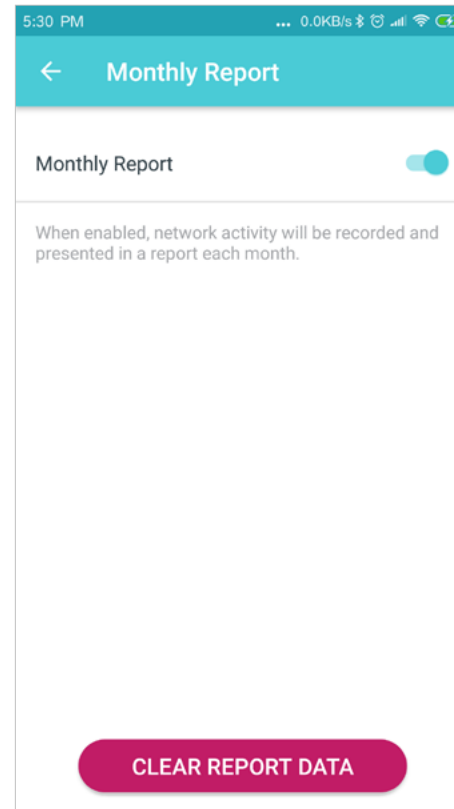 5:30 PM ... 0.0KB/s
Monthly Report
Monthly Report
When enabled, network activity will be recorded and
presented in a report each month.
CLEAR REPORT DATA